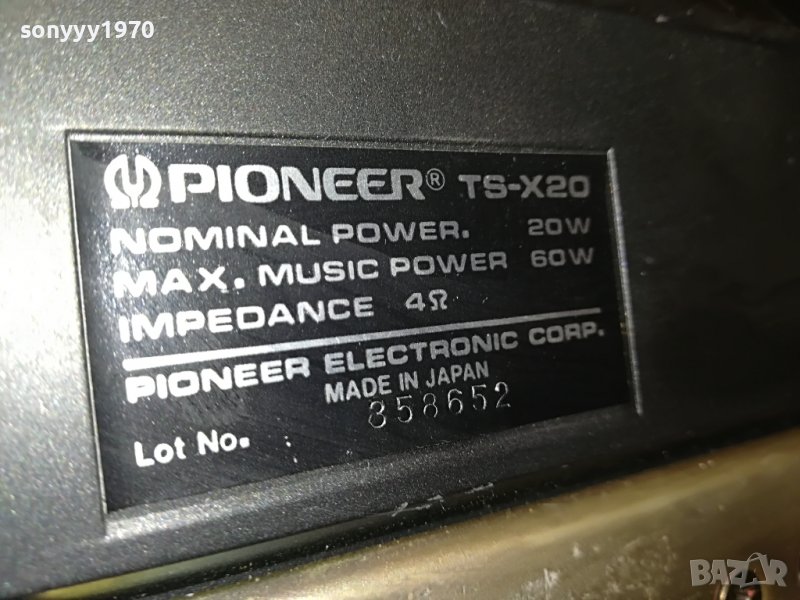 sonyyy1970
PIONEER® TS-X20
NOMINAL POWER. 20W
MAX. MUSIC POWER 60W
IMPEDANCE 4Ω
PIONEER ELECTRONIC CORP.
MADE IN JAPAN
358652
Lot No.
BAZAR